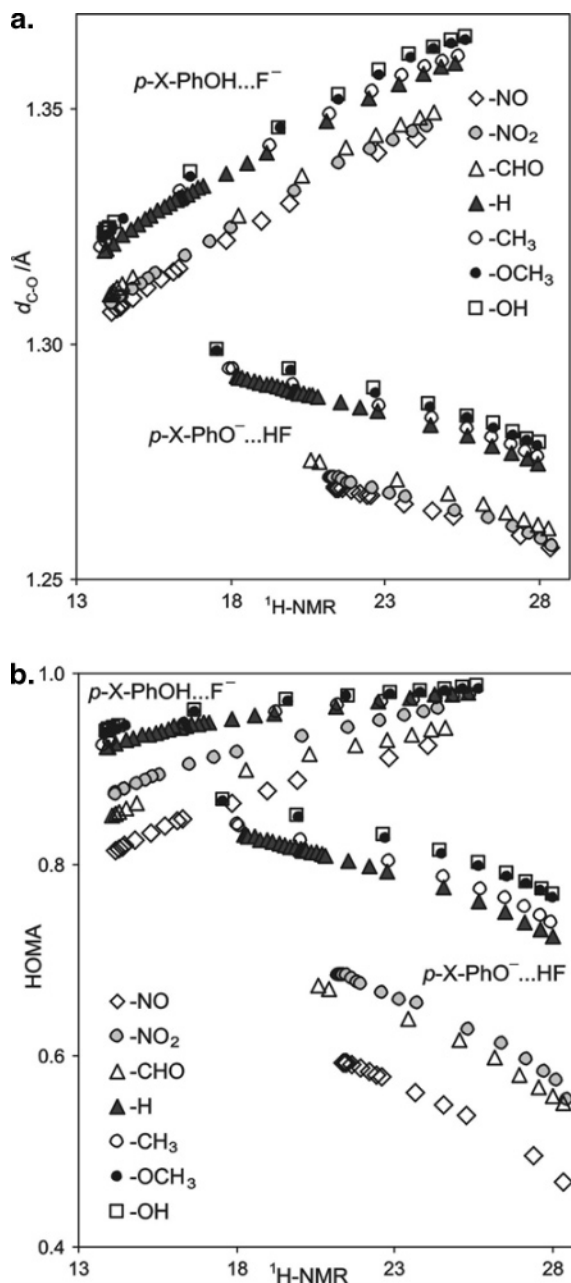 a.
1.35
1.30
1.25
d_C-O /Å
p-X-PhOH...F⁻
-NO
-NO₂
-CHO
-H
-CH₃
-OCH₃
-OH
p-X-PhO⁻...HF
13
18
23
28
¹H-NMR
b.
1.0
0.8
0.6
0.4
HOMA
p-X-PhOH...F⁻
p-X-PhO⁻...HF
-NO
-NO₂
-CHO
-H
-CH₃
-OCH₃
-OH
13
18
23
28
¹H-NMR